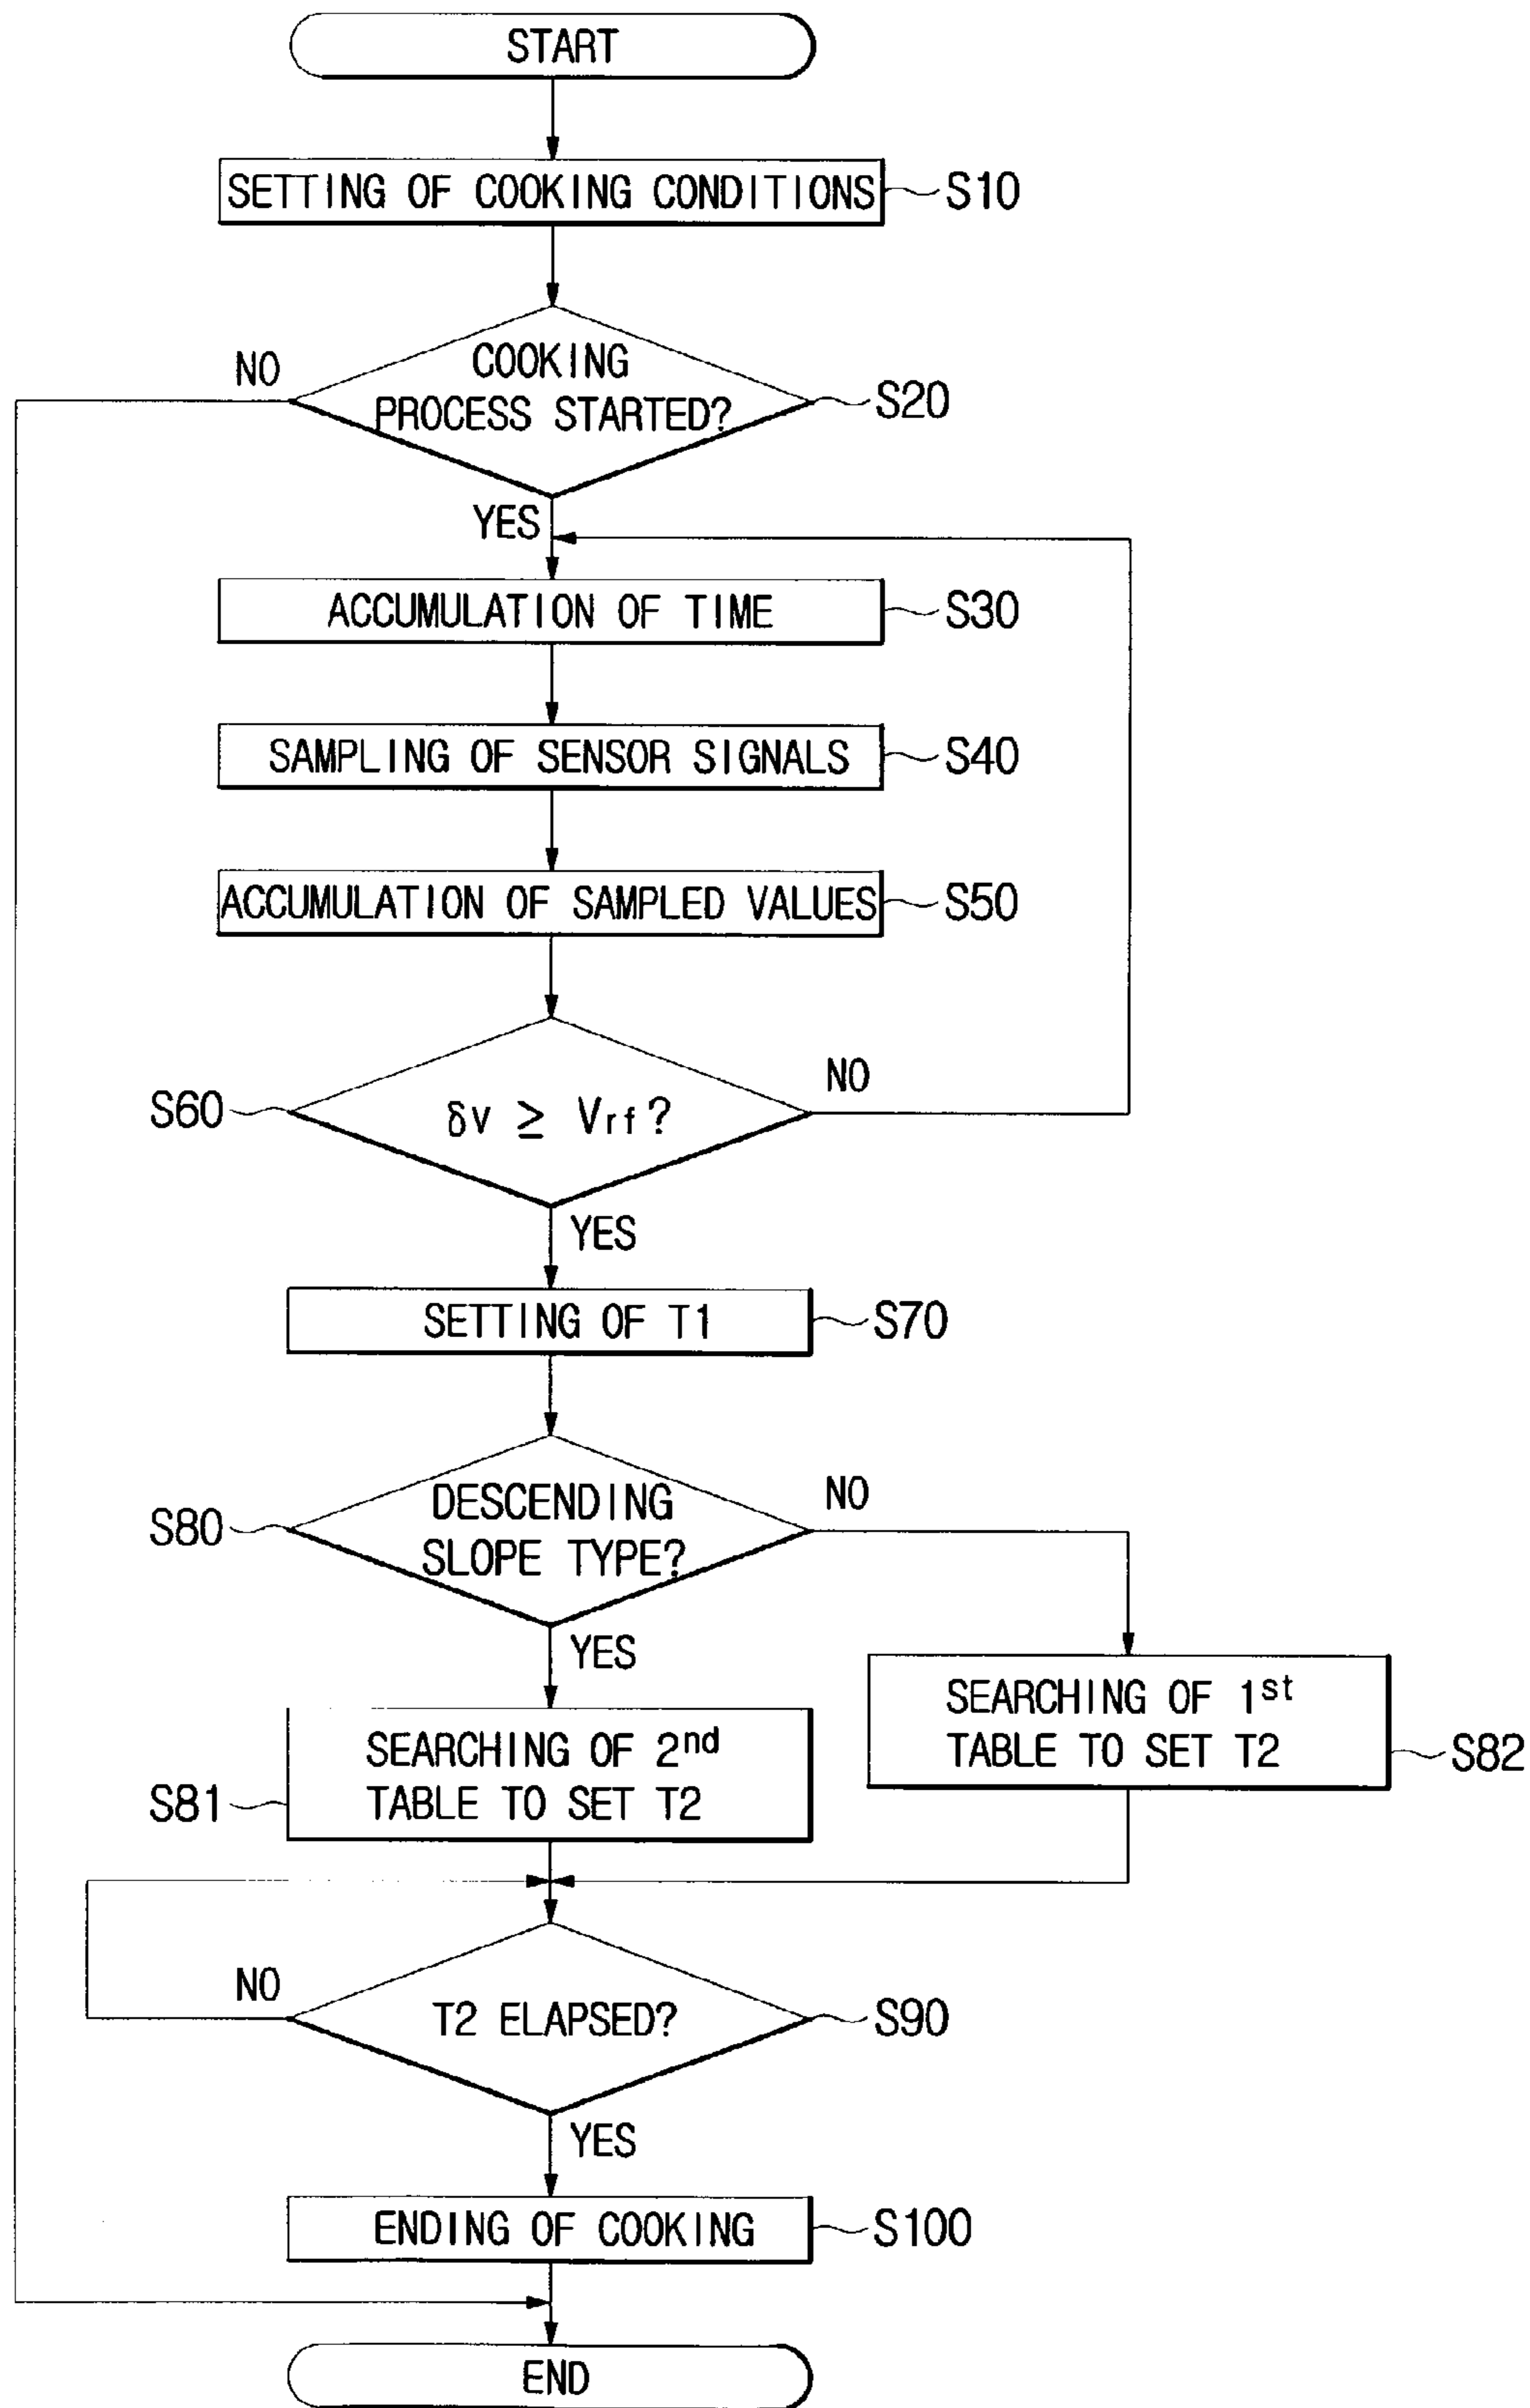 START
SETTING OF COOKING CONDITIONS
S10
NO
COOKING
PROCESS STARTED?
S20
YES
ACCUMULATION OF TIME
S30
SAMPLING OF SENSOR SIGNALS
S40
ACCUMULATION OF SAMPLED VALUES
S50
S60
δv ≥ Vrf?
NO
YES
SETTING OF T1
S70
S80
DESCENDING
SLOPE TYPE?
NO
YES
SEARCHING OF 1st
TABLE TO SET T2
S82
S81
SEARCHING OF 2nd
TABLE TO SET T2
NO
T2 ELAPSED?
S90
YES
ENDING OF COOKING
S100
END